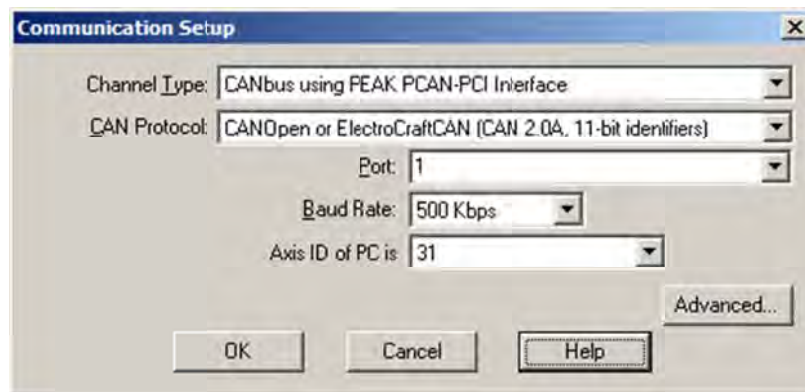 Communication Setup
Channel Type: CANbus using PEAK PCAN-PCI Interface
CAN Protocol: CANOpen or ElectroCraftCAN (CAN 2.0A, 11-bit identifiers)
Port: 1
Baud Rate: 500 Kbps
Axis ID of PC is 31
Advanced...
OK Cancel Help